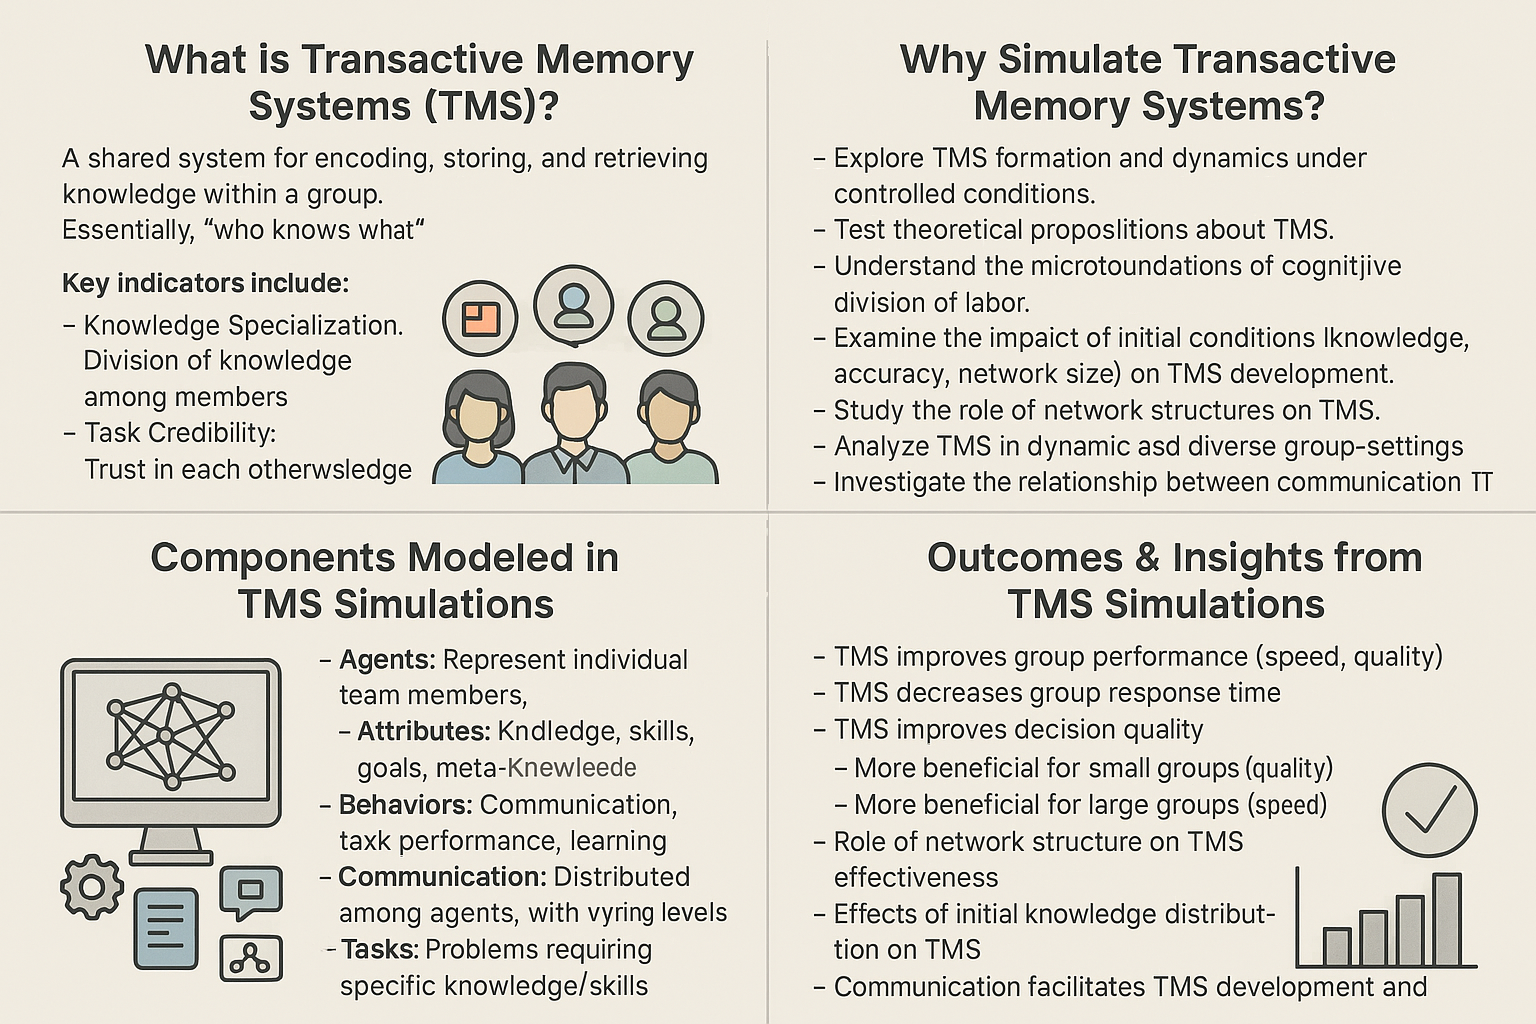 What is Transactive Memory
Systems (TMS)?
A shared system for encoding, storing, and retrieving
knowledge within a group.
Essentially, “who knows what“
Key indicators include:
– Knowledge Specialization.
Division of knowledge
among members
– Task Credibility:
Trust in each otherwsledge
Why Simulate Transactive
Memory Systems?
– Explore TMS formation and dynamics under
controlled conditions.
– Test theoretical proposlitions about TMS.
– Understand the microtoundations of cognitjive
division of labor.
– Examine the impaict of initial conditions lknowledge,
accuracy, network size) on TMS development.
– Study the role of network structures on TMS.
– Analyze TMS in dynamic asd diverse group-settings
– Investigate the relationship between communication TT
Components Modeled in
TMS Simulations
– Agents: Represent individual
team members,
– Attributes: Kndledge, skills,
goals, meta-Knewleede
– Behaviors: Communication,
taxk performance, learning
– Communication: Distributed
among agents, with vyring levels
- Tasks: Problems requiring
specific knowledge/skills
Outcomes & Insights from
TMS Simulations
– TMS improves group performance (speed, quality)
– TMS decreases group response time
– TMS improves decision quality
– More beneficial for small groups (quality)
– More beneficial for large groups (speed)
– Role of network structure on TMS
effectiveness
– Effects of initial knowledge distribut-
tion on TMS
– Communication facilitates TMS development and